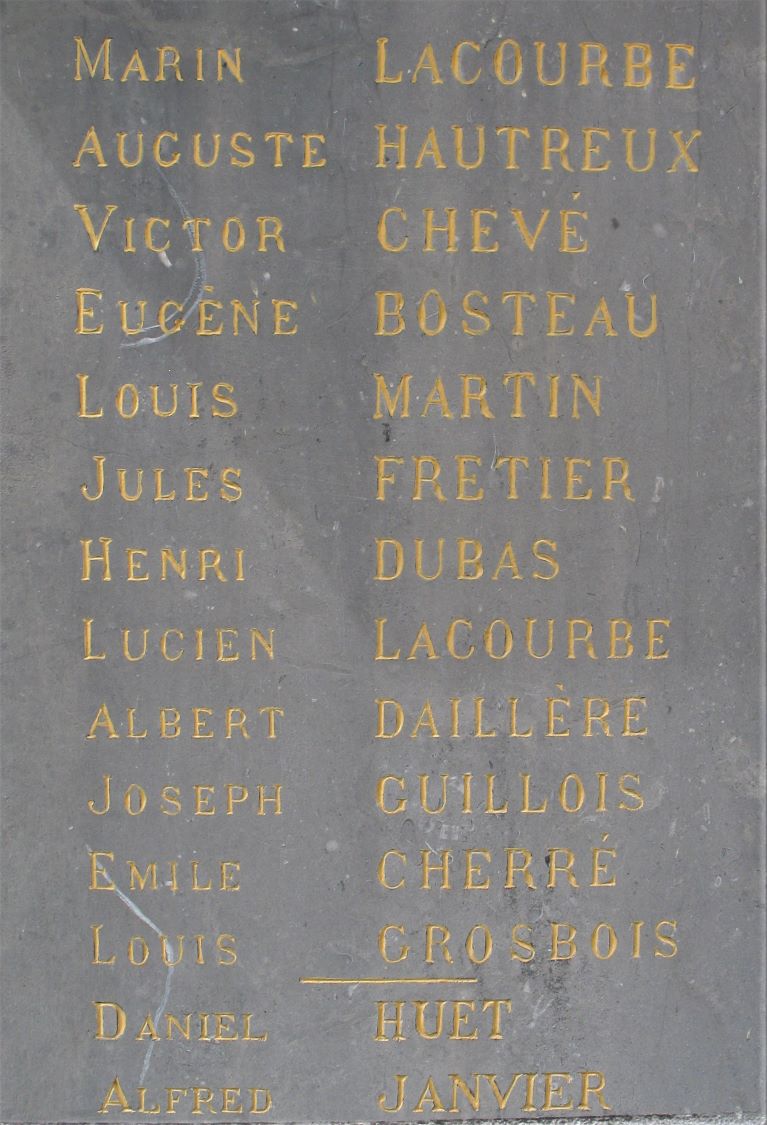 MARIN LACOURBE
AUGUSTE HAUTREUX
VICTOR CHEVÉ
EUGÈNE BOSTEAU
LOUIS MARTIN
JULES FRETIER
HENRI DUBAS
LUCIEN LACOURBE
ALBERT DAILLÈRE
JOSEPH GUILLOIS
EMILE CHERRÉ
LOUIS GROSBOIS
DANIEL HUET
ALFRED JANVIER